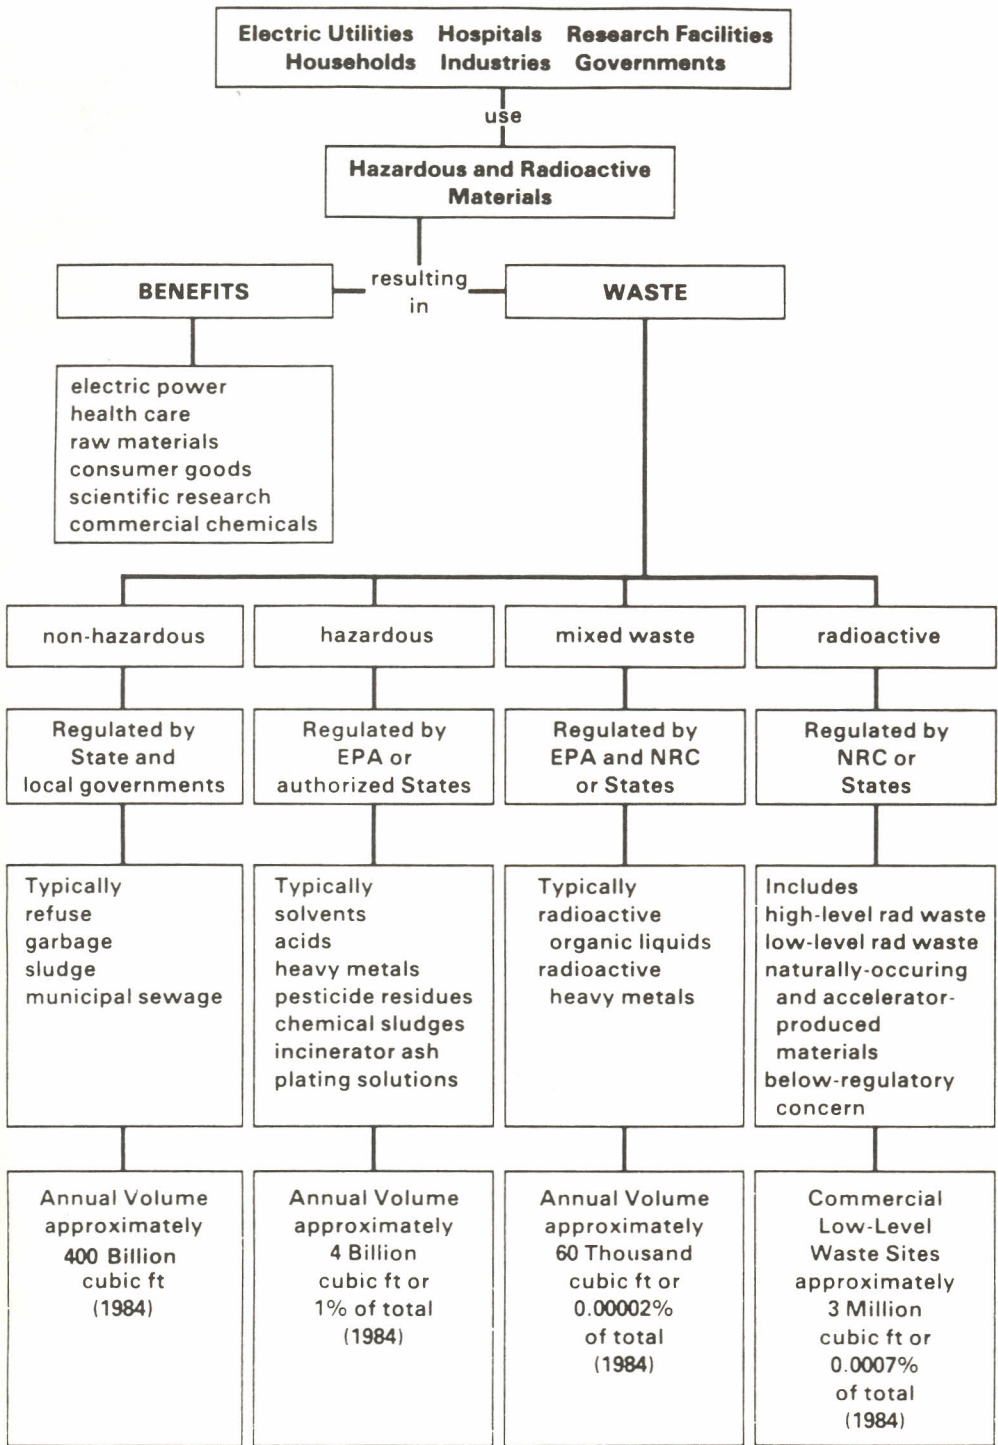 Electric Utilities Hospitals Research Facilities
Households Industries Governments
use
Hazardous and Radioactive
Materials
resulting
in
BENEFITS
WASTE
electric power
health care
raw materials
consumer goods
scientific research
commercial chemicals
non-hazardous
hazardous
mixed waste
radioactive
Regulated by
State and
local governments
Regulated by
EPA or
authorized States
Regulated by
EPA and NRC
or States
Regulated by
NRC or
States
Typically
refuse
garbage
sludge
municipal sewage
Typically
solvents
acids
heavy metals
pesticide residues
chemical sludges
incinerator ash
plating solutions
Typically
radioactive
organic liquids
radioactive
heavy metals
Includes
high-level rad waste
low-level rad waste
naturally-occuring
and accelerator-
produced
materials
below-regulatory
concern
Annual Volume
approximately
400 Billion
cubic ft
(1984)
Annual Volume
approximately
4 Billion
cubic ft or
1% of total
(1984)
Annual Volume
approximately
60 Thousand
cubic ft or
0.00002%
of total
(1984)
Commercial
Low-Level
Waste Sites
approximately
3 Million
cubic ft or
0.0007%
of total
(1984)